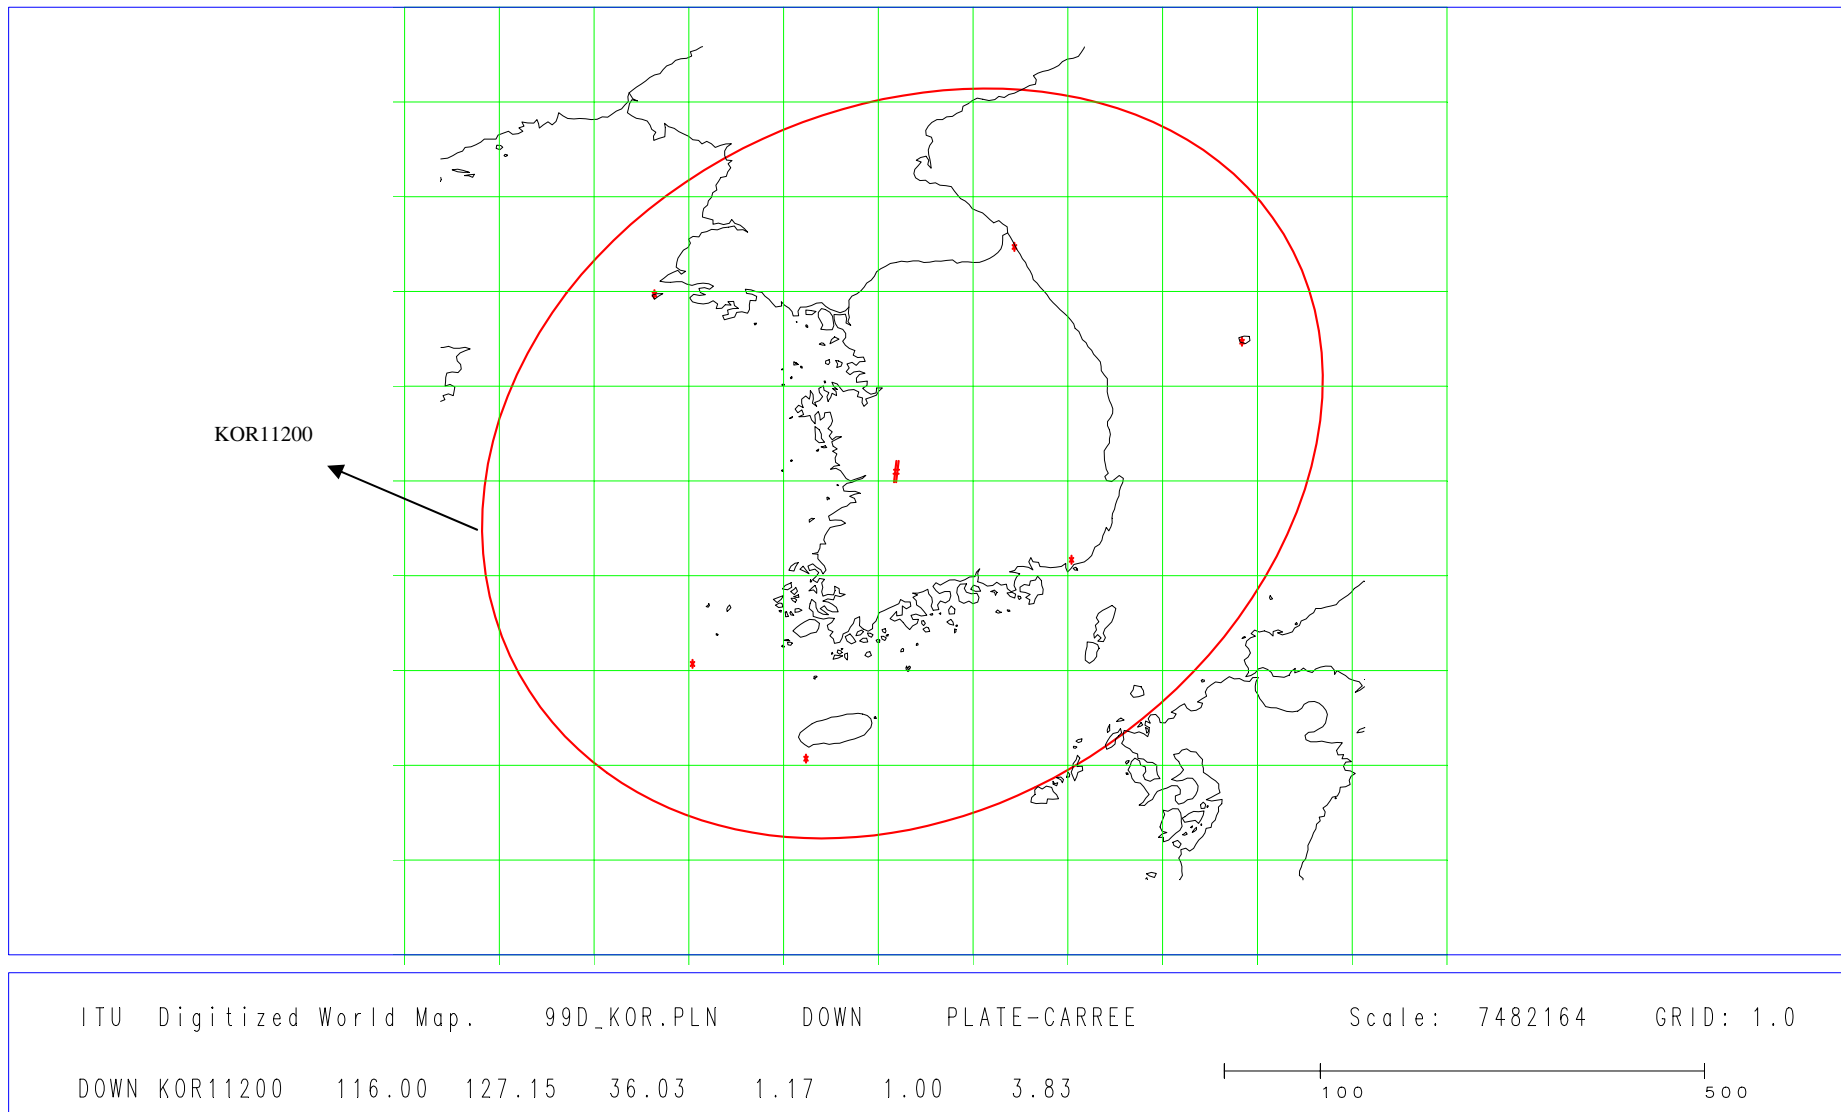 KOR11200
ITU Digitized World Map. 99D_KOR.PLN DOWN PLATE-CARREE Scale: 7482164 GRID: 1.0
DOWN KOR11200 116.00 127.15 36.03 1.17 1.00 3.83 100 500